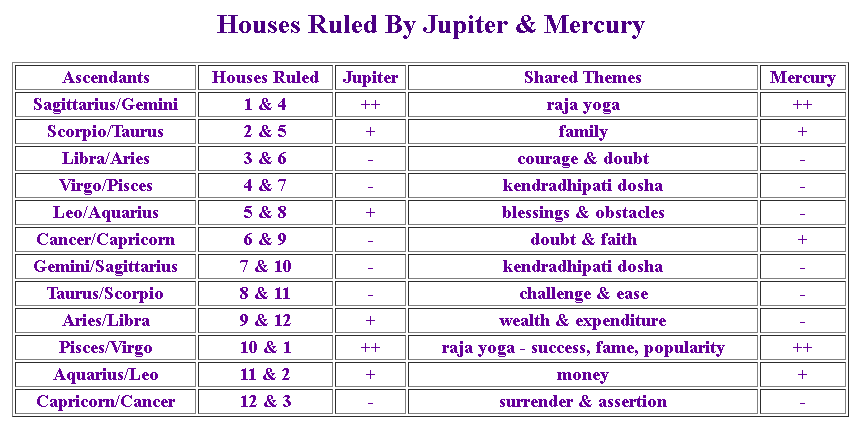 Houses Ruled By Jupiter & Mercury
Ascendants Houses Ruled Jupiter Shared Themes Mercury
Sagittarius/Gemini 1 & 4 ++ raja yoga ++
Scorpio/Taurus 2 & 5 + family +
Libra/Aries 3 & 6 - courage & doubt -
Virgo/Pisces 4 & 7 - kendradhipati dosha -
Leo/Aquarius 5 & 8 + blessings & obstacles -
Cancer/Capricorn 6 & 9 - doubt & faith +
Gemini/Sagittarius 7 & 10 - kendradhipati dosha -
Taurus/Scorpio 8 & 11 - challenge & ease -
Aries/Libra 9 & 12 + wealth & expenditure -
Pisces/Virgo 10 & 1 ++ raja yoga - success, fame, popularity ++
Aquarius/Leo 11 & 2 + money +
Capricorn/Cancer 12 & 3 - surrender & assertion -